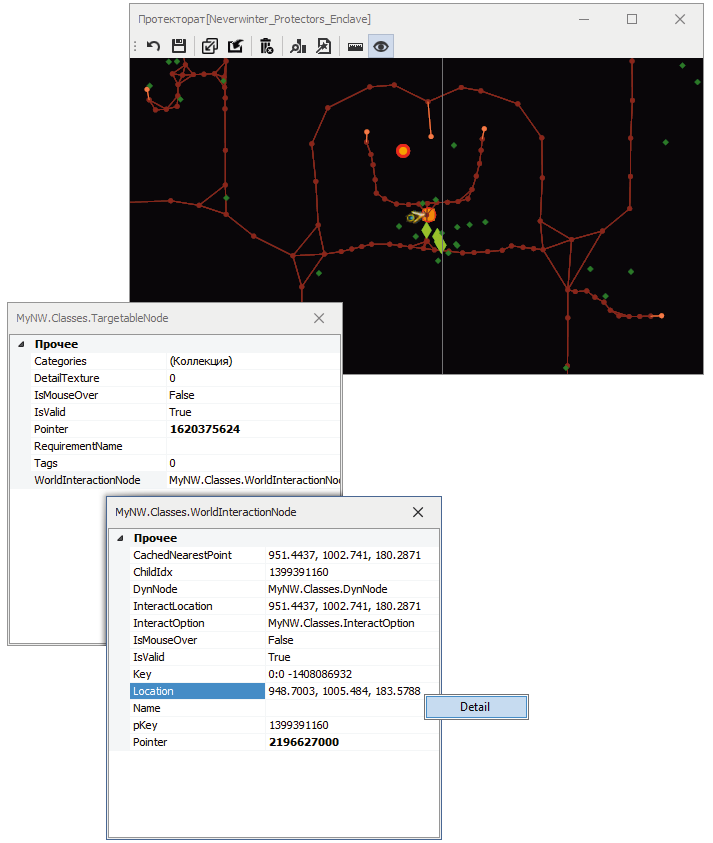 Протекторат[Neverwinter_Protectors_Enclave]
MyNW.Classes.TargetableNode
Прочее
Categories (Коллекция)
DetailTexture 0
IsMouseOver False
IsValid True
Pointer 1620375624
RequirementName
Tags 0
WorldInteractionNode MyNW.Classes.WorldInteractionNo
MyNW.Classes.WorldInteractionNode
Прочее
CachedNearestPoint 951.4437, 1002.741, 180.2871
ChildIdx 1399391160
DynNode MyNW.Classes.DynNode
InteractLocation 951.4437, 1002.741, 180.2871
InteractOption MyNW.Classes.InteractOption
IsMouseOver False
IsValid True
Key 0:0 -1408086932
Location 948.7003, 1005.484, 183.5788
Detail
Name
pKey 1399391160
Pointer 2196627000